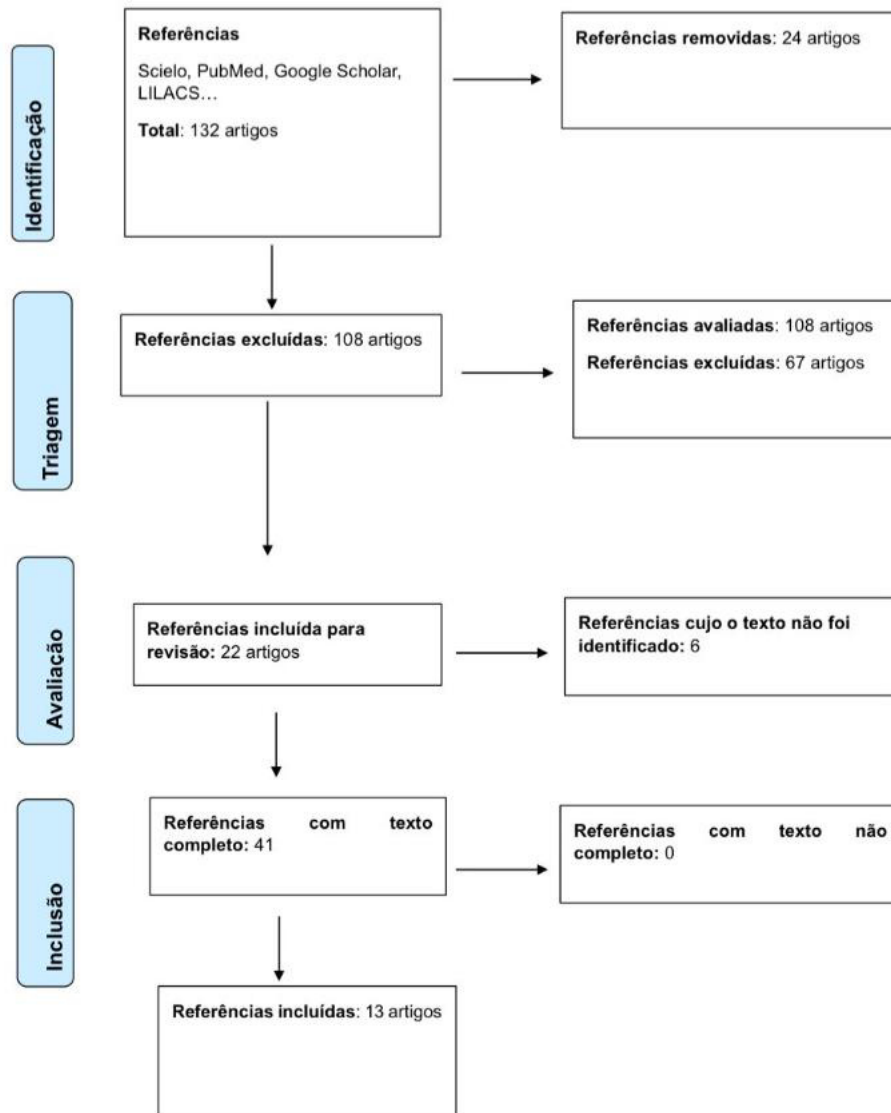 Identificação
Referências
Scielo, PubMed, Google Scholar,
LILACS...
Total: 132 artigos
Referências removidas: 24 artigos
Triagem
Referências excluídas: 108 artigos
Referências avaliadas: 108 artigos
Referências excluídas: 67 artigos
Avaliação
Referências incluída para
revisão: 22 artigos
Referências cujo o texto não foi
identificado: 6
Inclusão
Referências com texto
completo: 41
Referências com texto não
completo: 0
Referências incluídas: 13 artigos